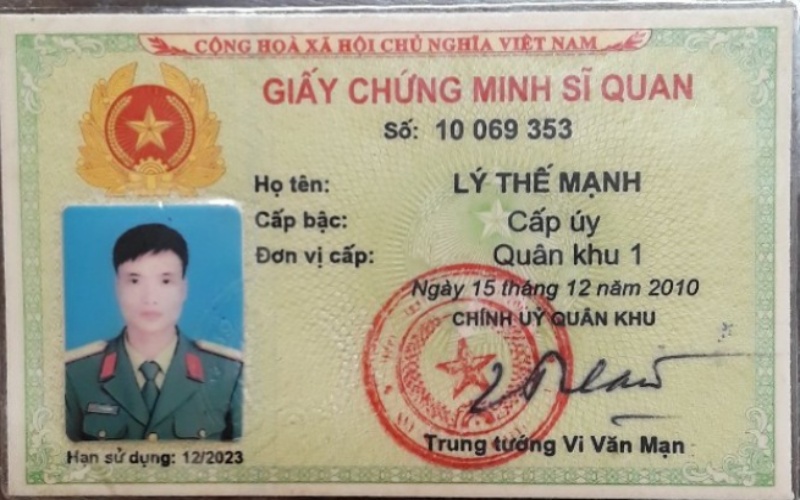 CỘNG HOÀ XÃ HỘI CHỦ NGHĨA VIỆT NAM
GIẤY CHỨNG MINH SĨ QUAN
Số: 10 069 353
Họ tên: LÝ THẾ MẠNH
Cấp bậc: Cấp úy
Đơn vị cấp: Quân khu 1
Ngày 15 tháng 12 năm 2010
CHÍNH UỶ QUÂN KHU
Trung tướng Vi Văn Mạn
Hạn sử dụng: 12/2023